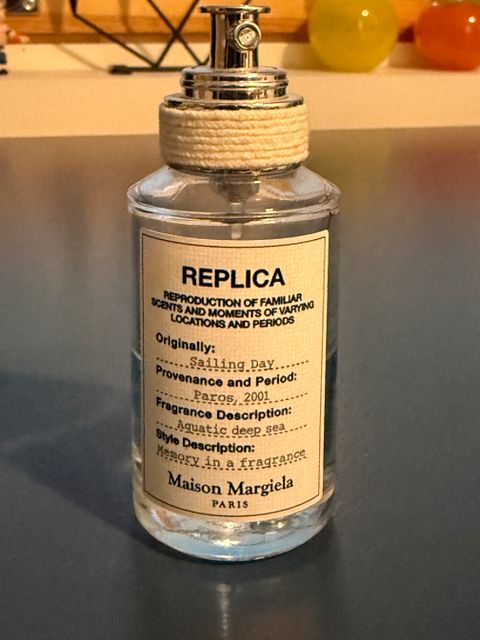 REPLICA
REPRODUCTION OF FAMILIAR
SCENTS AND MOMENTS OF VARYING
LOCATIONS AND PERIODS
Originally:
Sailing Day
Provenance and Period:
Paros, 2001
Fragrance Description:
Aquatic deep sea
Style Description:
Memory in a fragrance
Maison Margiela
PARIS